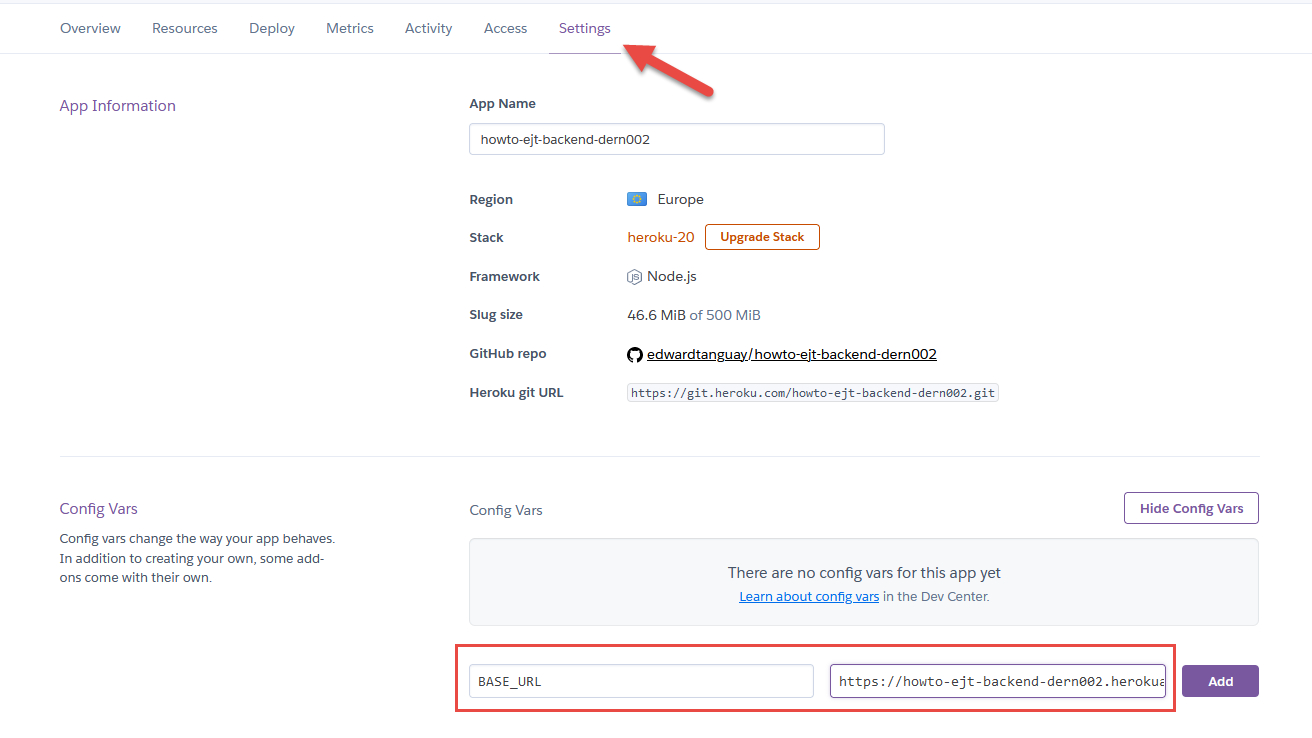 Overview Resources Deploy Metrics Activity Access Settings
App Information
App Name
howto-ejt-backend-dern002
Region Europe
Stack heroku-20 Upgrade Stack
Framework Node.js
Slug size 46.6 MiB of 500 MiB
GitHub repo edwardtanguay/howto-ejt-backend-dern002
Heroku git URL https://git.heroku.com/howto-ejt-backend-dern002.git
Config Vars
Config vars change the way your app behaves.
In addition to creating your own, some add-
ons come with their own.
Config Vars Hide Config Vars
There are no config vars for this app yet
Learn about config vars in the Dev Center.
BASE_URL https://howto-ejt-backend-dern002.herokua Add